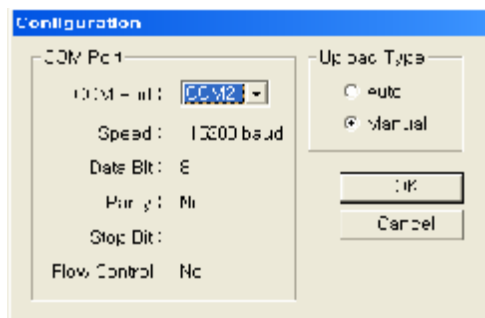 Configuration
COM Port
COM Port : COM2
Speed : baud
Data Bit : 8
Parity : No
Stop Bit :
Flow Control No
Upload Type
Auto
Manual
OK
Cancel